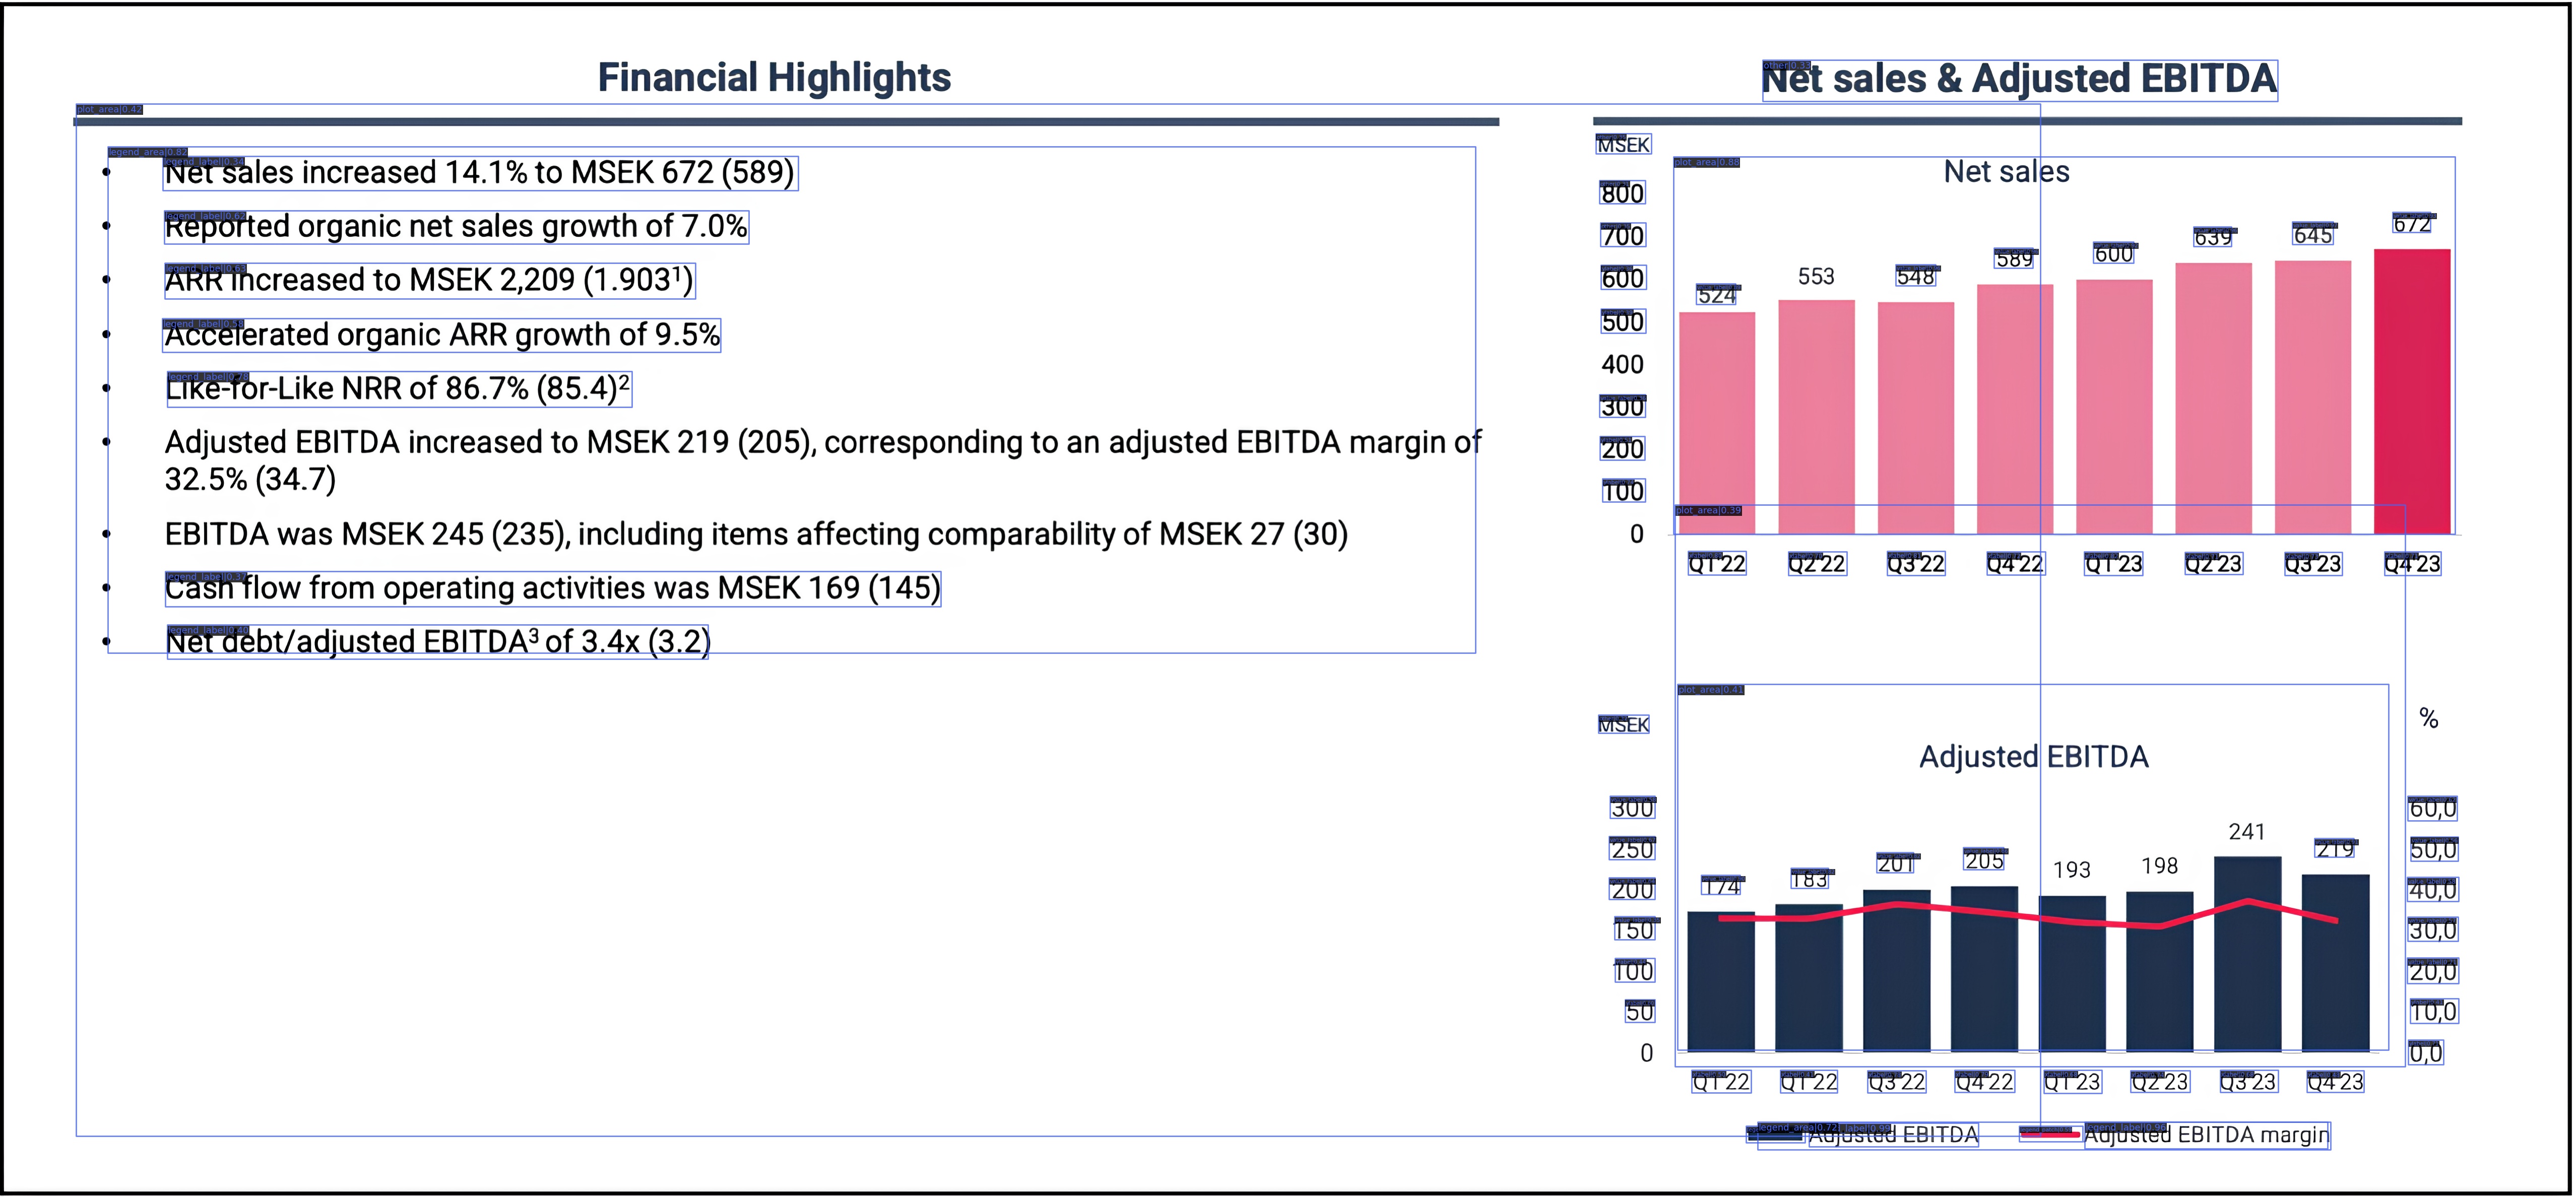 Financial Highlights
Net sales increased 14.1% to MSEK 672 (589)
Reported organic net sales growth of 7.0%
ARR increased to MSEK 2,209 (1.903¹)
Accelerated organic ARR growth of 9.5%
Like-for-Like NRR of 86.7% (85.4)²
Adjusted EBITDA increased to MSEK 219 (205), corresponding to an adjusted EBITDA margin of
32.5% (34.7)
EBITDA was MSEK 245 (235), including items affecting comparability of MSEK 27 (30)
Cash flow from operating activities was MSEK 169 (145)
Net debt/adjusted EBITDA³ of 3.4x (3.2)
Net sales & Adjusted EBITDA
MSEK
Net sales
800
700
600
500
400
300
200
100
0
524 553 548 589 600 639 645 672
Q1'22 Q2'22 Q3'22 Q4'22 Q1'23 Q2'23 Q3'23 Q4'23
MSEK
%
Adjusted EBITDA
300
250
200
150
100
50
0
174 183 201 205 193 198 241 219
60,0
50,0
40,0
30,0
20,0
10,0
0,0
Q1'22 Q1'22 Q3'22 Q4'22 Q1'23 Q2'23 Q3'23 Q4'23
Adjusted EBITDA Adjusted EBITDA margin